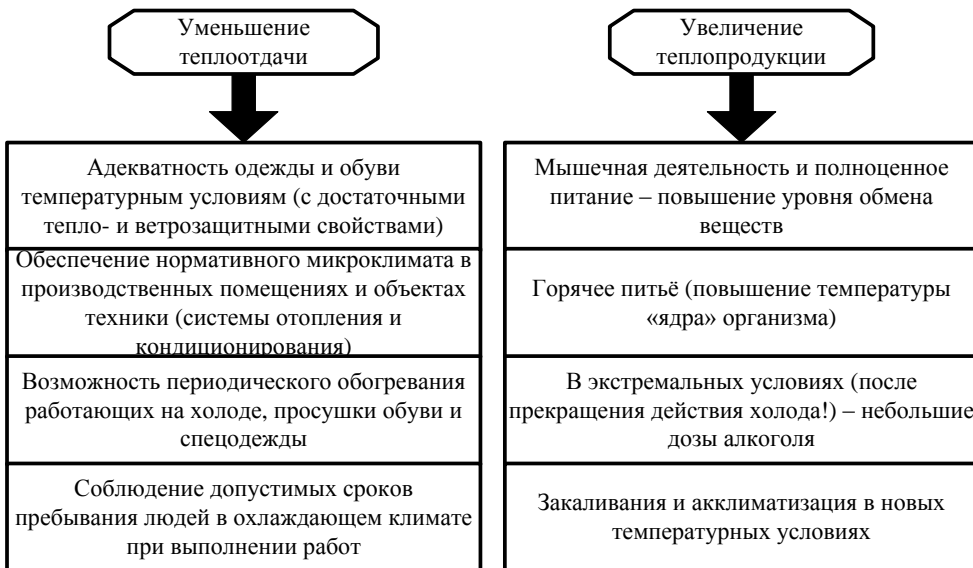 Уменьшение
теплоотдачи
Адекватность одежды и обуви
температурным условиям (с достаточными
тепло- и ветрозащитными свойствами)
Обеспечение нормативного микроклимата в
производственных помещениях и объектах
техники (системы отопления и
кондиционирования)
Возможность периодического обогревания
работающих на холоде, просушки обуви и
спецодежды
Соблюдение допустимых сроков
пребывания людей в охлаждающем климате
при выполнении работ
Увеличение
теплопродукции
Мышечная деятельность и полноценное
питание – повышение уровня обмена
веществ
Горячее питьё (повышение температуры
«ядра» организма)
В экстремальных условиях (после
прекращения действия холода!) – небольшие
дозы алкоголя
Закаливания и акклиматизация в новых
температурных условиях